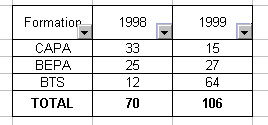 Formation 1998 1999
CAPA 33 15
BEPA 25 27
BTS 12 64
TOTAL 70 106